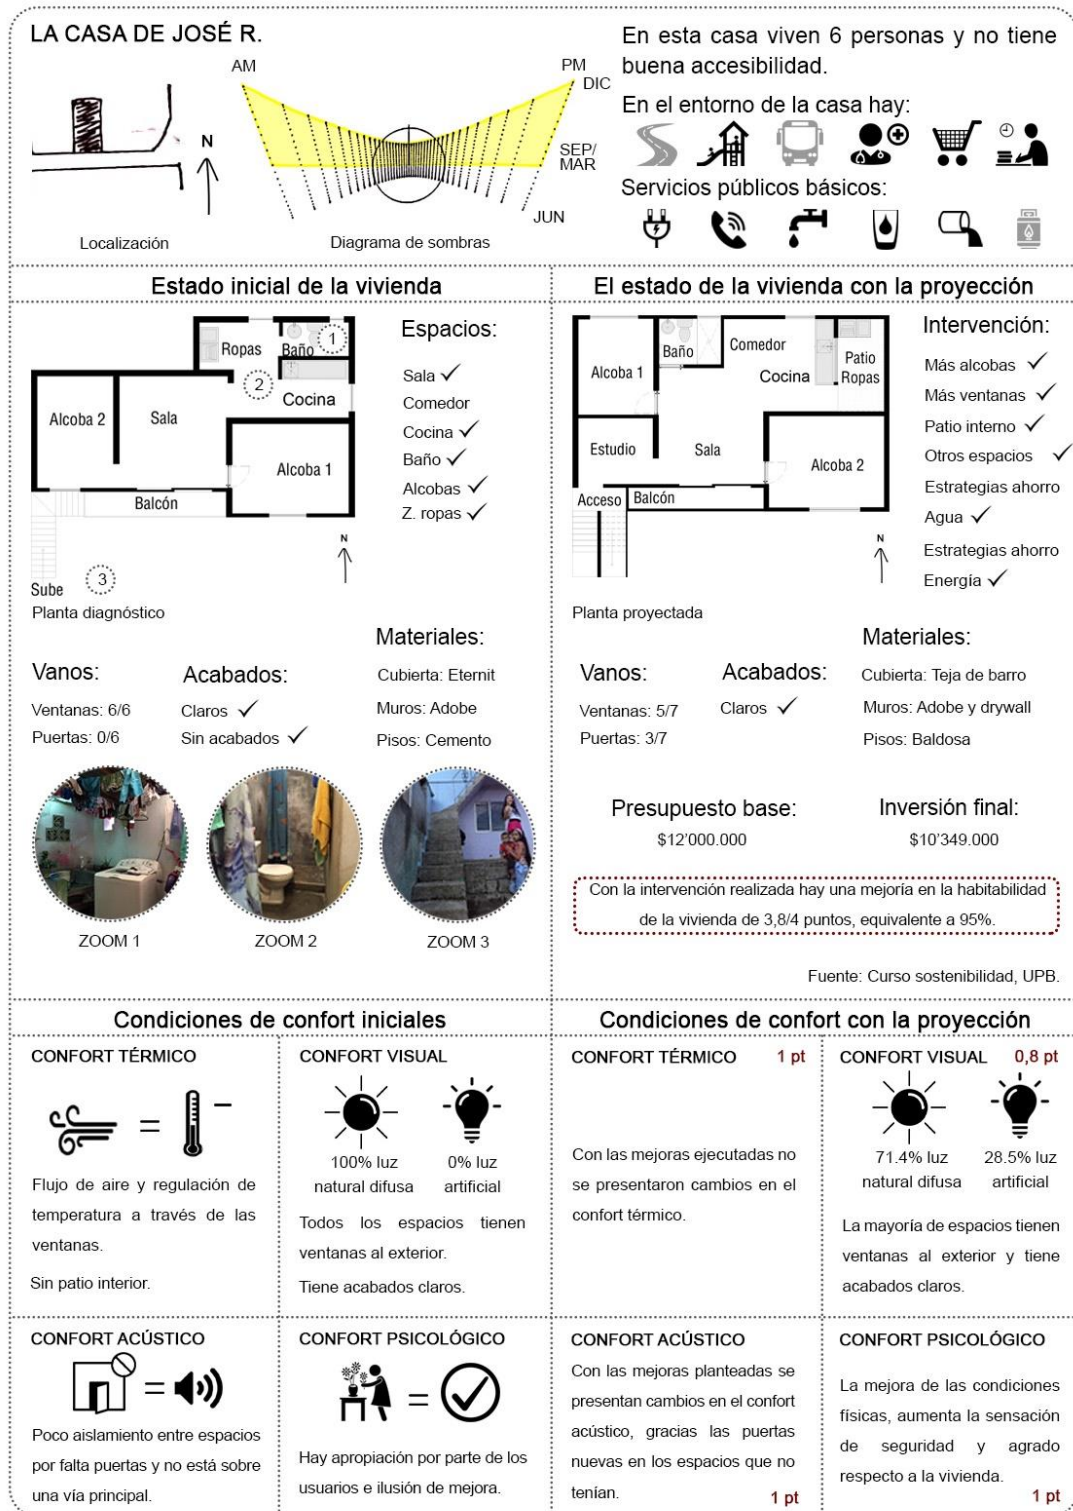 LA CASA DE JOSÉ R.
AM
PM
DIC
SEP/
MAR
JUN
N
Localización
Diagrama de sombras
En esta casa viven 6 personas y no tiene
buena accesibilidad.
En el entorno de la casa hay:
Servicios públicos básicos:
Estado inicial de la vivienda
Ropas
Baño
1
2
Cocina
Alcoba 2
Sala
Alcoba 1
Balcón
N
Sube
3
Planta diagnóstico
Espacios:
Sala ✓
Comedor
Cocina ✓
Baño ✓
Alcobas ✓
Z. ropas ✓
Vanos:
Ventanas: 6/6
Puertas: 0/6
Acabados:
Claros ✓
Sin acabados ✓
Materiales:
Cubierta: Eternit
Muros: Adobe
Pisos: Cemento
ZOOM 1
ZOOM 2
ZOOM 3
El estado de la vivienda con la proyección
Alcoba 1
Baño
Comedor
Cocina
Patio
Ropas
Estudio
Sala
Alcoba 2
Acceso
Balcón
N
Planta proyectada
Intervención:
Más alcobas ✓
Más ventanas ✓
Patio interno ✓
Otros espacios ✓
Estrategias ahorro
Agua ✓
Estrategias ahorro
Energía ✓
Vanos:
Ventanas: 5/7
Puertas: 3/7
Acabados:
Claros ✓
Materiales:
Cubierta: Teja de barro
Muros: Adobe y drywall
Pisos: Baldosa
Presupuesto base:
$12’000.000
Inversión final:
$10’349.000
Con la intervención realizada hay una mejoría en la habitabilidad
de la vivienda de 3,8/4 puntos, equivalente a 95%.
Fuente: Curso sostenibilidad, UPB.
Condiciones de confort iniciales
CONFORT TÉRMICO
= −
Flujo de aire y regulación de
temperatura a través de las
ventanas.
Sin patio interior.
CONFORT VISUAL
100% luz
natural difusa
0% luz
artificial
Todos los espacios tienen
ventanas al exterior.
Tiene acabados claros.
CONFORT ACÚSTICO
=
Poco aislamiento entre espacios
por falta puertas y no está sobre
una vía principal.
CONFORT PSICOLÓGICO
=
Hay apropiación por parte de los
usuarios e ilusión de mejora.
Condiciones de confort con la proyección
CONFORT TÉRMICO 1 pt
Con las mejoras ejecutadas no
se presentaron cambios en el
confort térmico.
CONFORT VISUAL 0,8 pt
71.4% luz
natural difusa
28.5% luz
artificial
La mayoría de espacios tienen
ventanas al exterior y tiene
acabados claros.
CONFORT ACÚSTICO
Con las mejoras planteadas se
presentan cambios en el confort
acústico, gracias las puertas
nuevas en los espacios que no
tenían. 1 pt
CONFORT PSICOLÓGICO
La mejora de las condiciones
físicas, aumenta la sensación
de seguridad y agrado
respecto a la vivienda.
1 pt